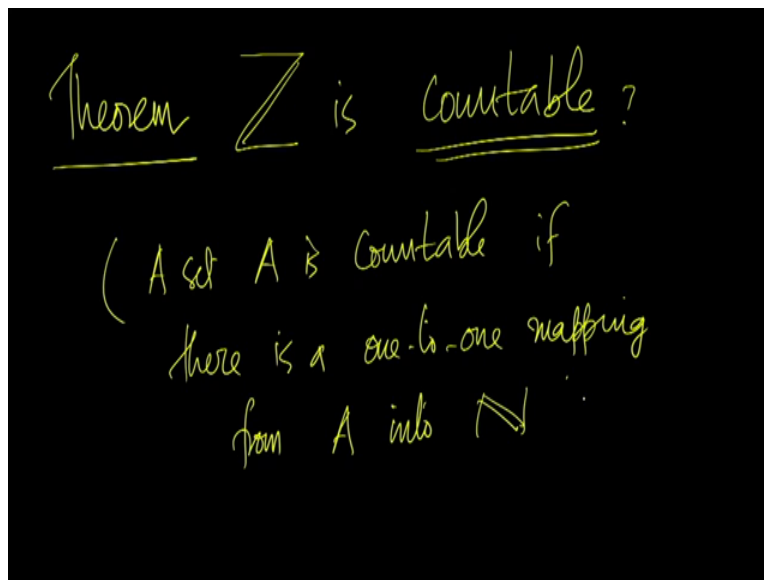 Theorem ℤ is Countable?
(A set A is Countable if
there is a one-to-one mapping
from A into ℕ